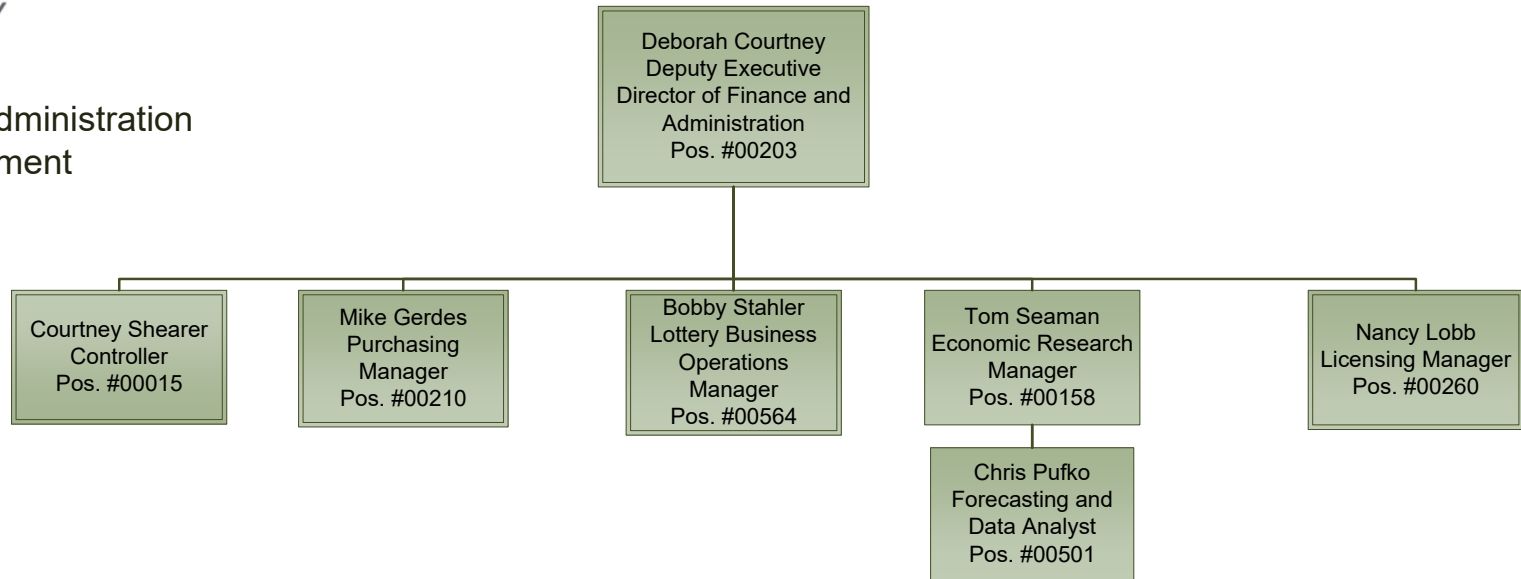 dministration
ment
Deborah Courtney
Deputy Executive
Director of Finance and
Administration
Pos. #00203
Courtney Shearer
Controller
Pos. #00015
Mike Gerdes
Purchasing
Manager
Pos. #00210
Bobby Stahler
Lottery Business
Operations
Manager
Pos. #00564
Tom Seaman
Economic Research
Manager
Pos. #00158
Nancy Lobb
Licensing Manager
Pos. #00260
Chris Pufko
Forecasting and
Data Analyst
Pos. #00501